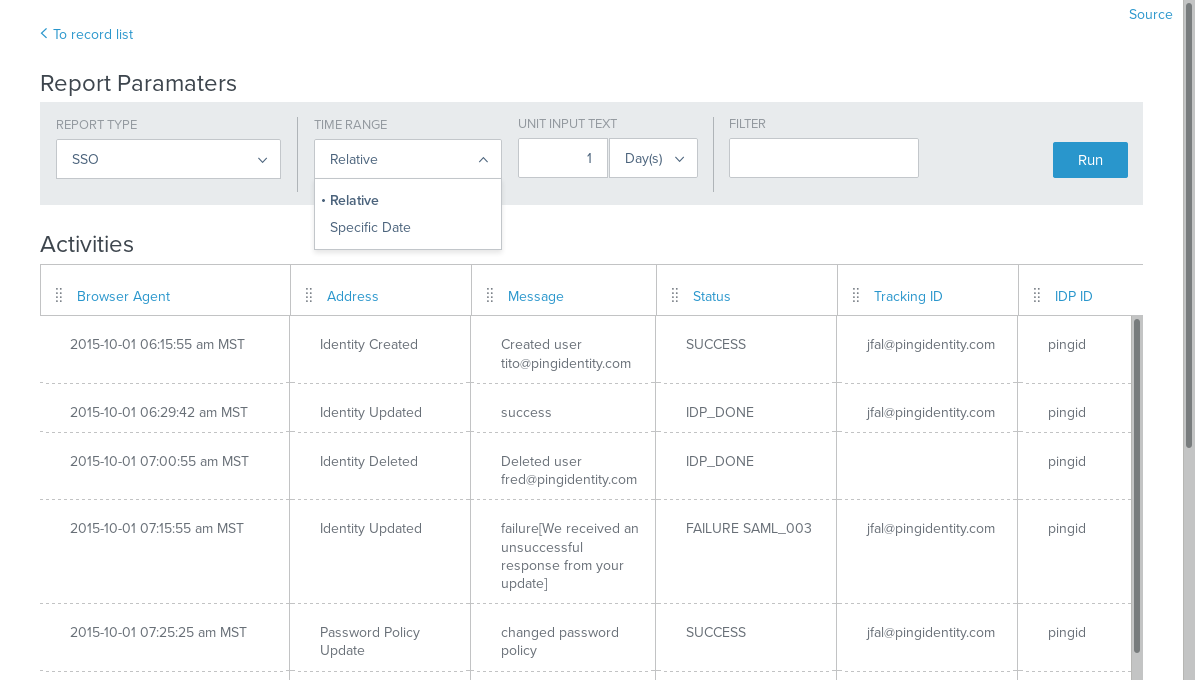 Source
To record list
Report Paramaters
REPORT TYPE
TIME RANGE
UNIT INPUT TEXT
FILTER
SSO
Relative
1
Day(s)
Run
• Relative
Specific Date
Activities
Browser Agent
Address
Message
Status
Tracking ID
IDP ID
2015-10-01 06:15:55 am MST
Identity Created
Created user
tito@pingidentity.com
SUCCESS
jfal@pingidentity.com
pingid
2015-10-01 06:29:42 am MST
Identity Updated
success
IDP_DONE
jfal@pingidentity.com
pingid
2015-10-01 07:00:55 am MST
Identity Deleted
Deleted user
fred@pingidentity.com
IDP_DONE
pingid
2015-10-01 07:15:55 am MST
Identity Updated
failure[We received an
unsuccessful
response from your
update]
FAILURE SAML_003
jfal@pingidentity.com
pingid
2015-10-01 07:25:25 am MST
Password Policy
Update
changed password
policy
SUCCESS
jfal@pingidentity.com
pingid